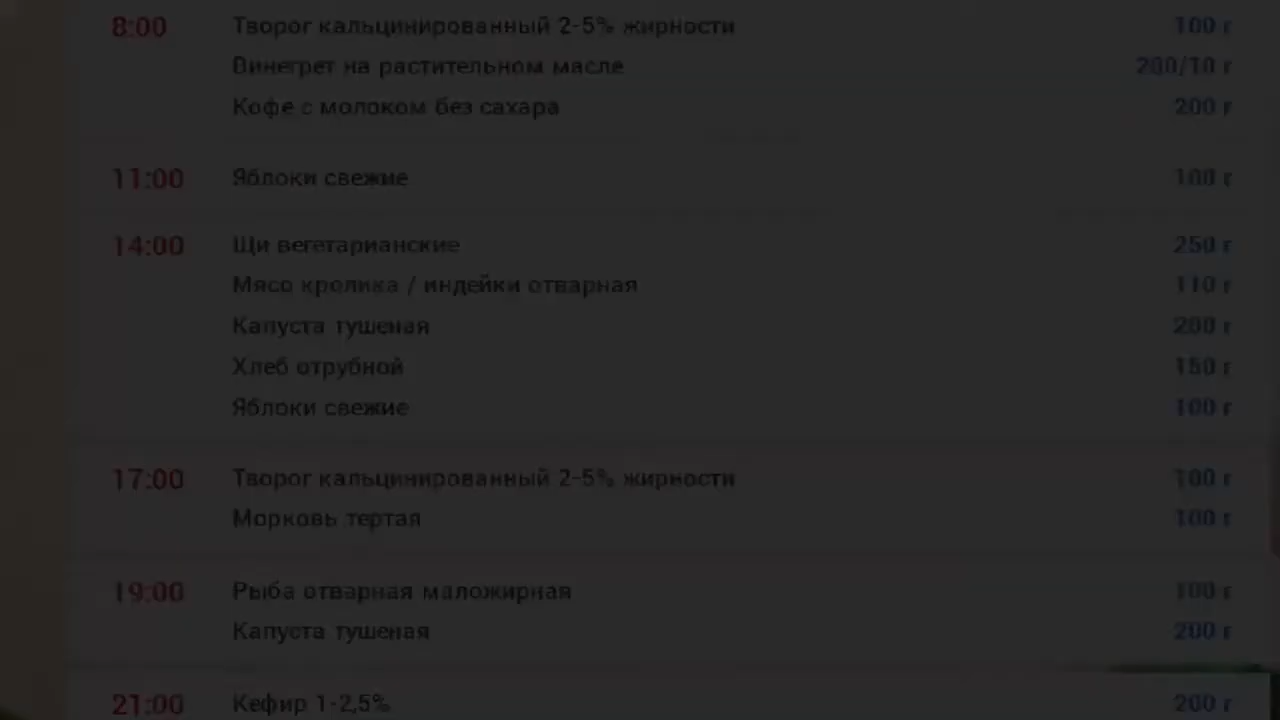 8:00 Творог кальцинированный 2-5% жирности 100 г
Винегрет на растительном масле 200/10 г
Кофе с молоком без сахара 200 г
11:00 Яблоки свежие 100 г
14:00 Щи вегетарианские 250 г
Мясо кролика / индейки отварная 110 г
Капуста тушеная 200 г
Хлеб отрубной 150 г
Яблоки свежие 100 г
17:00 Творог кальцинированный 2-5% жирности 100 г
Морковь тертая 100 г
19:00 Рыба отварная маложирная 100 г
Капуста тушеная 200 г
21:00 Кефир 1-2,5% 200 г